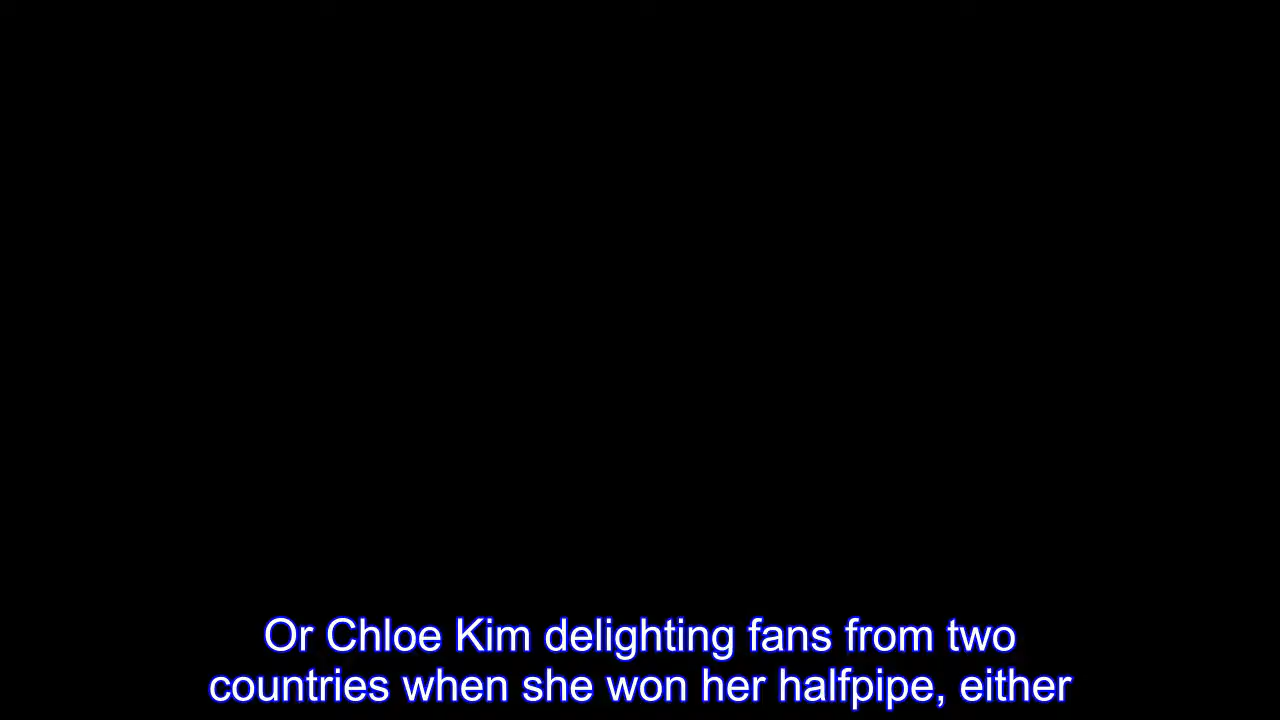 Or Chloe Kim delighting fans from two
countries when she won her halfpipe, either